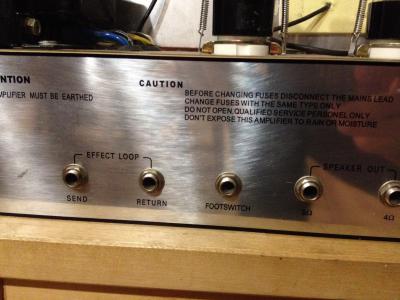 NTION
MPLIFIER MUST BE EARTHED
CAUTION
BEFORE CHANGING FUSES DISCONNECT THE MAINS LEAD
CHANGE FUSES WITH THE SAME TYPE ONLY
DO NOT OPEN, QUALIFIED SERVICE PERSONEL ONLY
DON'T EXPOSE THIS AMPLIFIER TO RAIN OR MOISTURE
EFFECT LOOP
SEND
RETURN
FOOTSWITCH
SPEAKER OUT
8Ω
4Ω